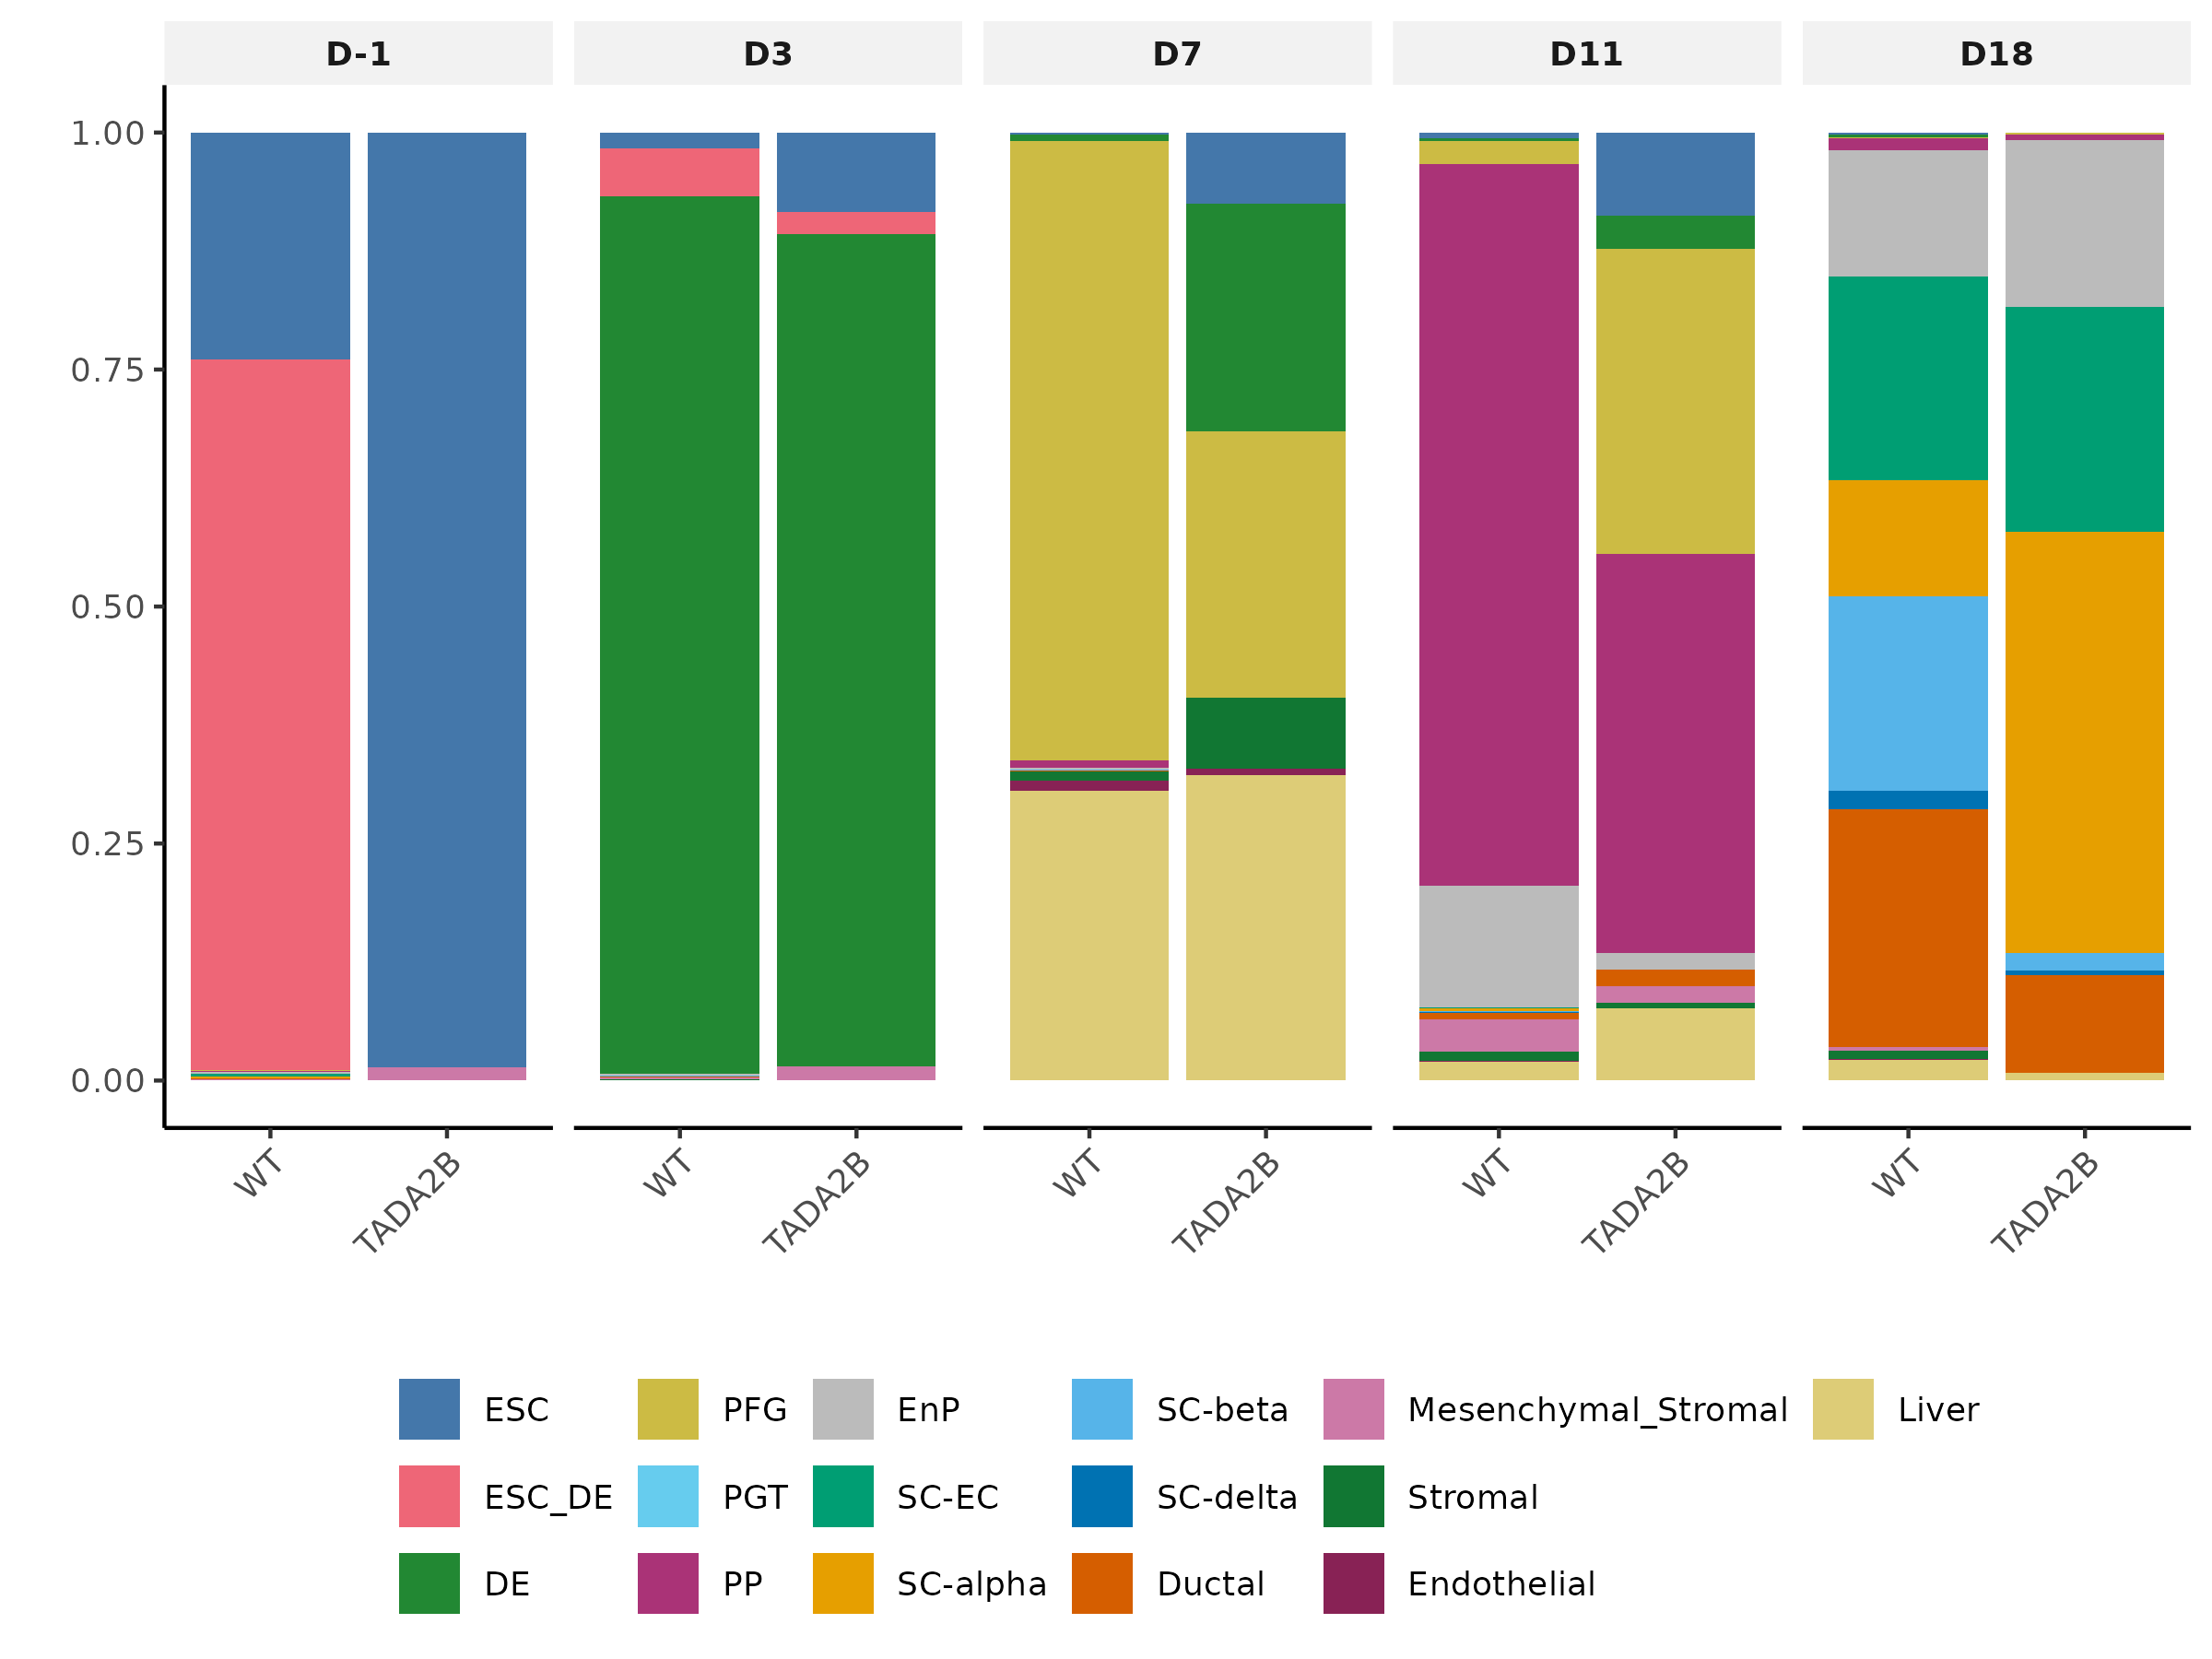 D-1 D3 D7 D11 D18
1.00
0.75
0.50
0.25
0.00
WT TADA2B WT TADA2B WT TADA2B WT TADA2B WT TADA2B
ESC PFG EnP SC-beta Mesenchymal_Stromal Liver
ESC_DE PGT SC-EC SC-delta Stromal
DE PP SC-alpha Ductal Endothelial